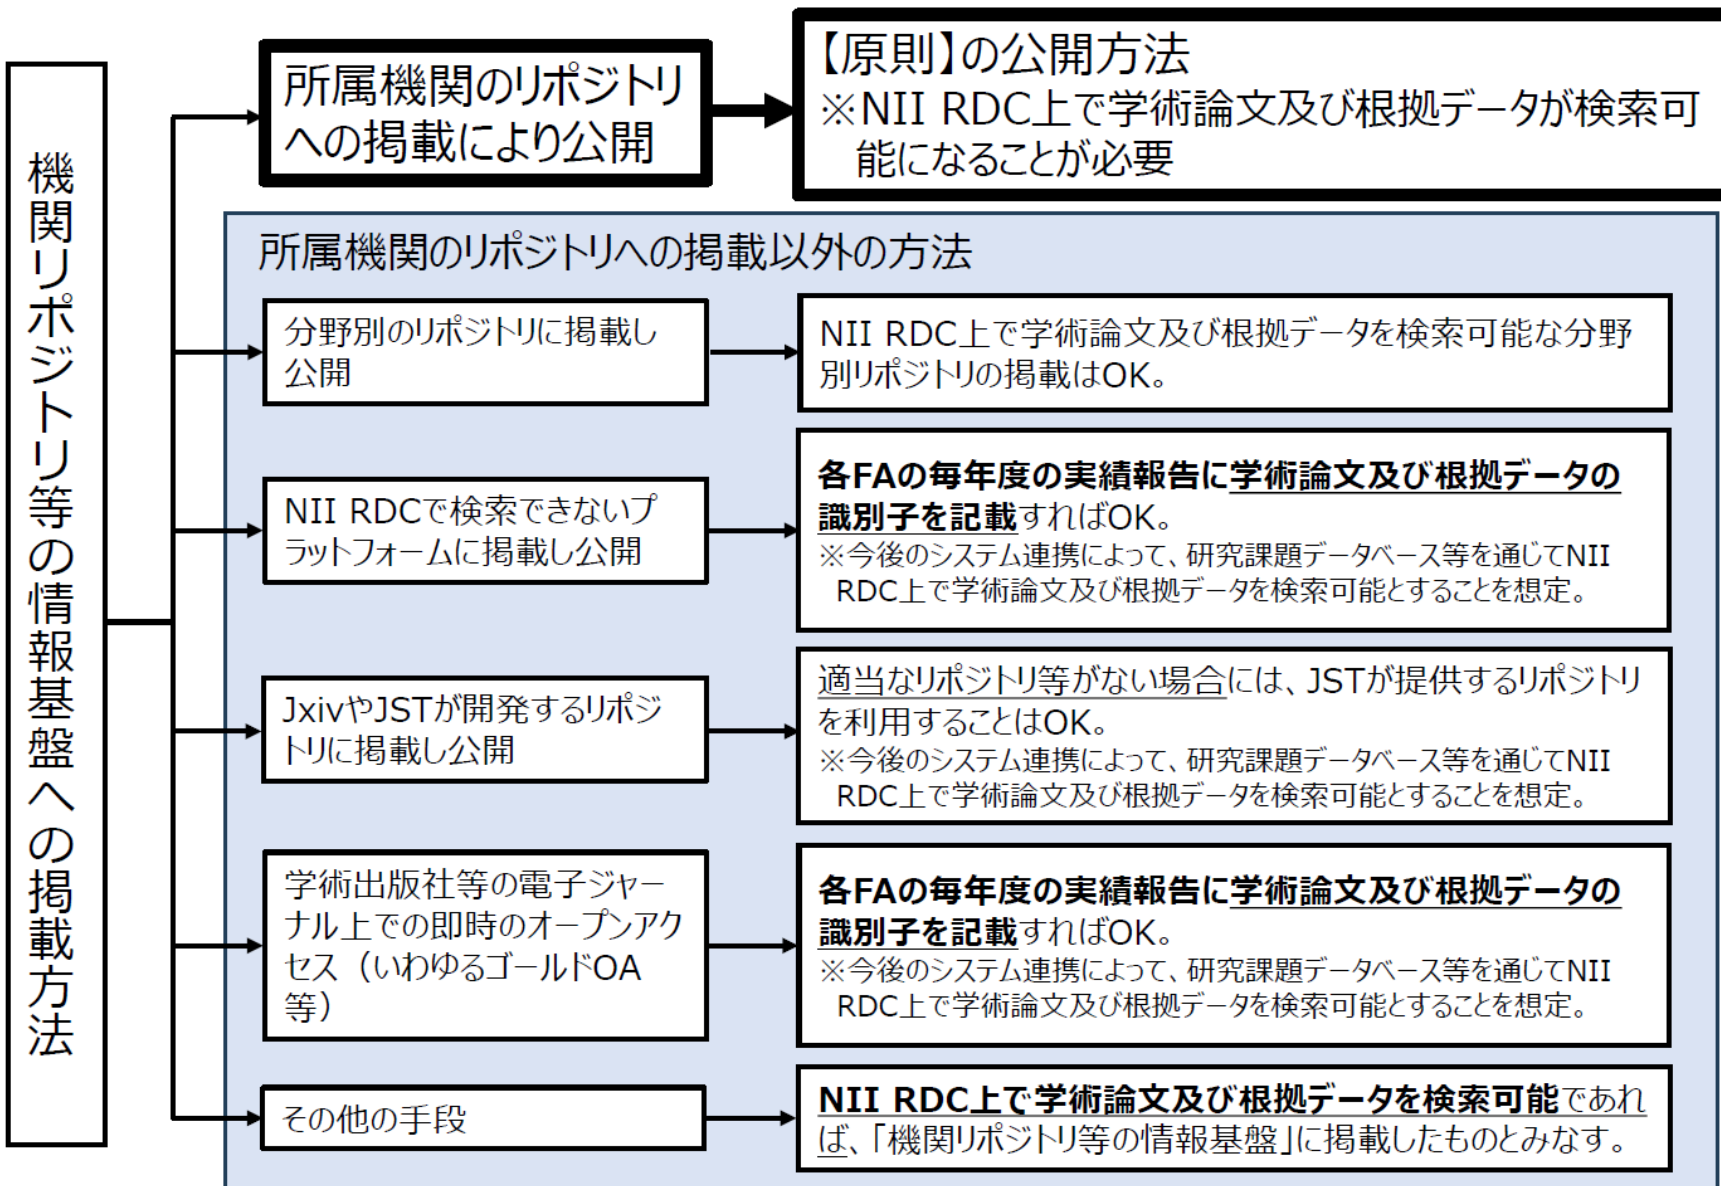 機関リポジトリ等の情報基盤への掲載方法
所属機関のリポジトリ
への掲載により公開
【原則】の公開方法
※NII RDC上で学術論文及び根拠データが検索可
能になることが必要
所属機関のリポジトリへの掲載以外の方法
分野別のリポジトリに掲載し
公開
NII RDC上で学術論文及び根拠データを検索可能な分野
別リポジトリの掲載はOK。
NII RDCで検索できないプ
ラットフォームに掲載し公開
各FAの毎年度の実績報告に学術論文及び根拠データの
識別子を記載すればOK。
※今後のシステム連携によって、研究課題データベース等を通じてNII
RDC上で学術論文及び根拠データを検索可能とすることを想定。
JxivやJSTが開発するリポジ
トリに掲載し公開
適当なリポジトリ等がない場合には、JSTが提供するリポジトリ
を利用することはOK。
※今後のシステム連携によって、研究課題データベース等を通じてNII
RDC上で学術論文及び根拠データを検索可能とすることを想定。
学術出版社等の電子ジャー
ナル上での即時のオープンアク
セス（いわゆるゴールドOA
等）
各FAの毎年度の実績報告に学術論文及び根拠データの
識別子を記載すればOK。
※今後のシステム連携によって、研究課題データベース等を通じてNII
RDC上で学術論文及び根拠データを検索可能とすることを想定。
その他の手段
NII RDC上で学術論文及び根拠データを検索可能であれ
ば、「機関リポジトリ等の情報基盤」に掲載したものとみなす。